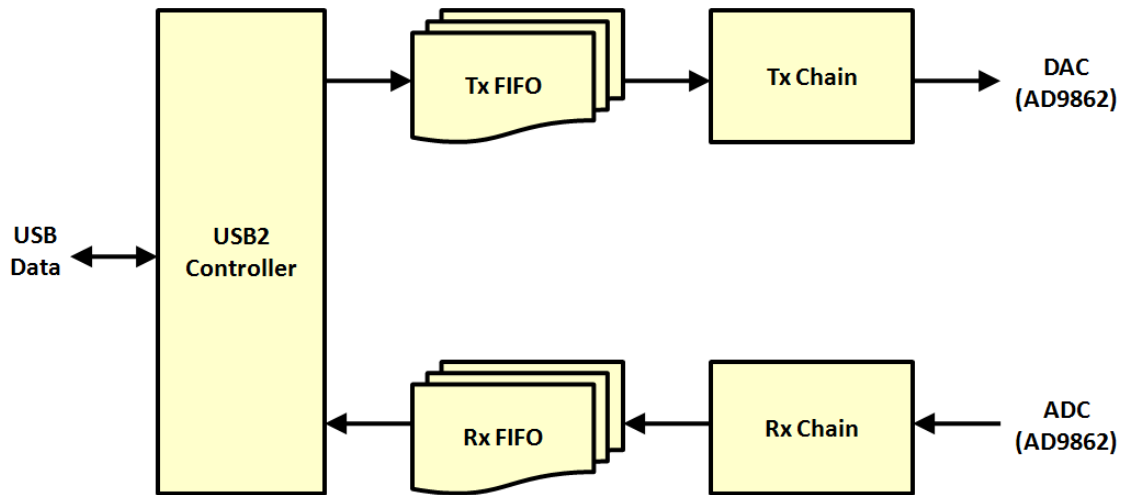 Tx FIFO
Tx Chain
DAC
(AD9862)
USB
Data
USB2
Controller
Rx FIFO
Rx Chain
ADC
(AD9862)